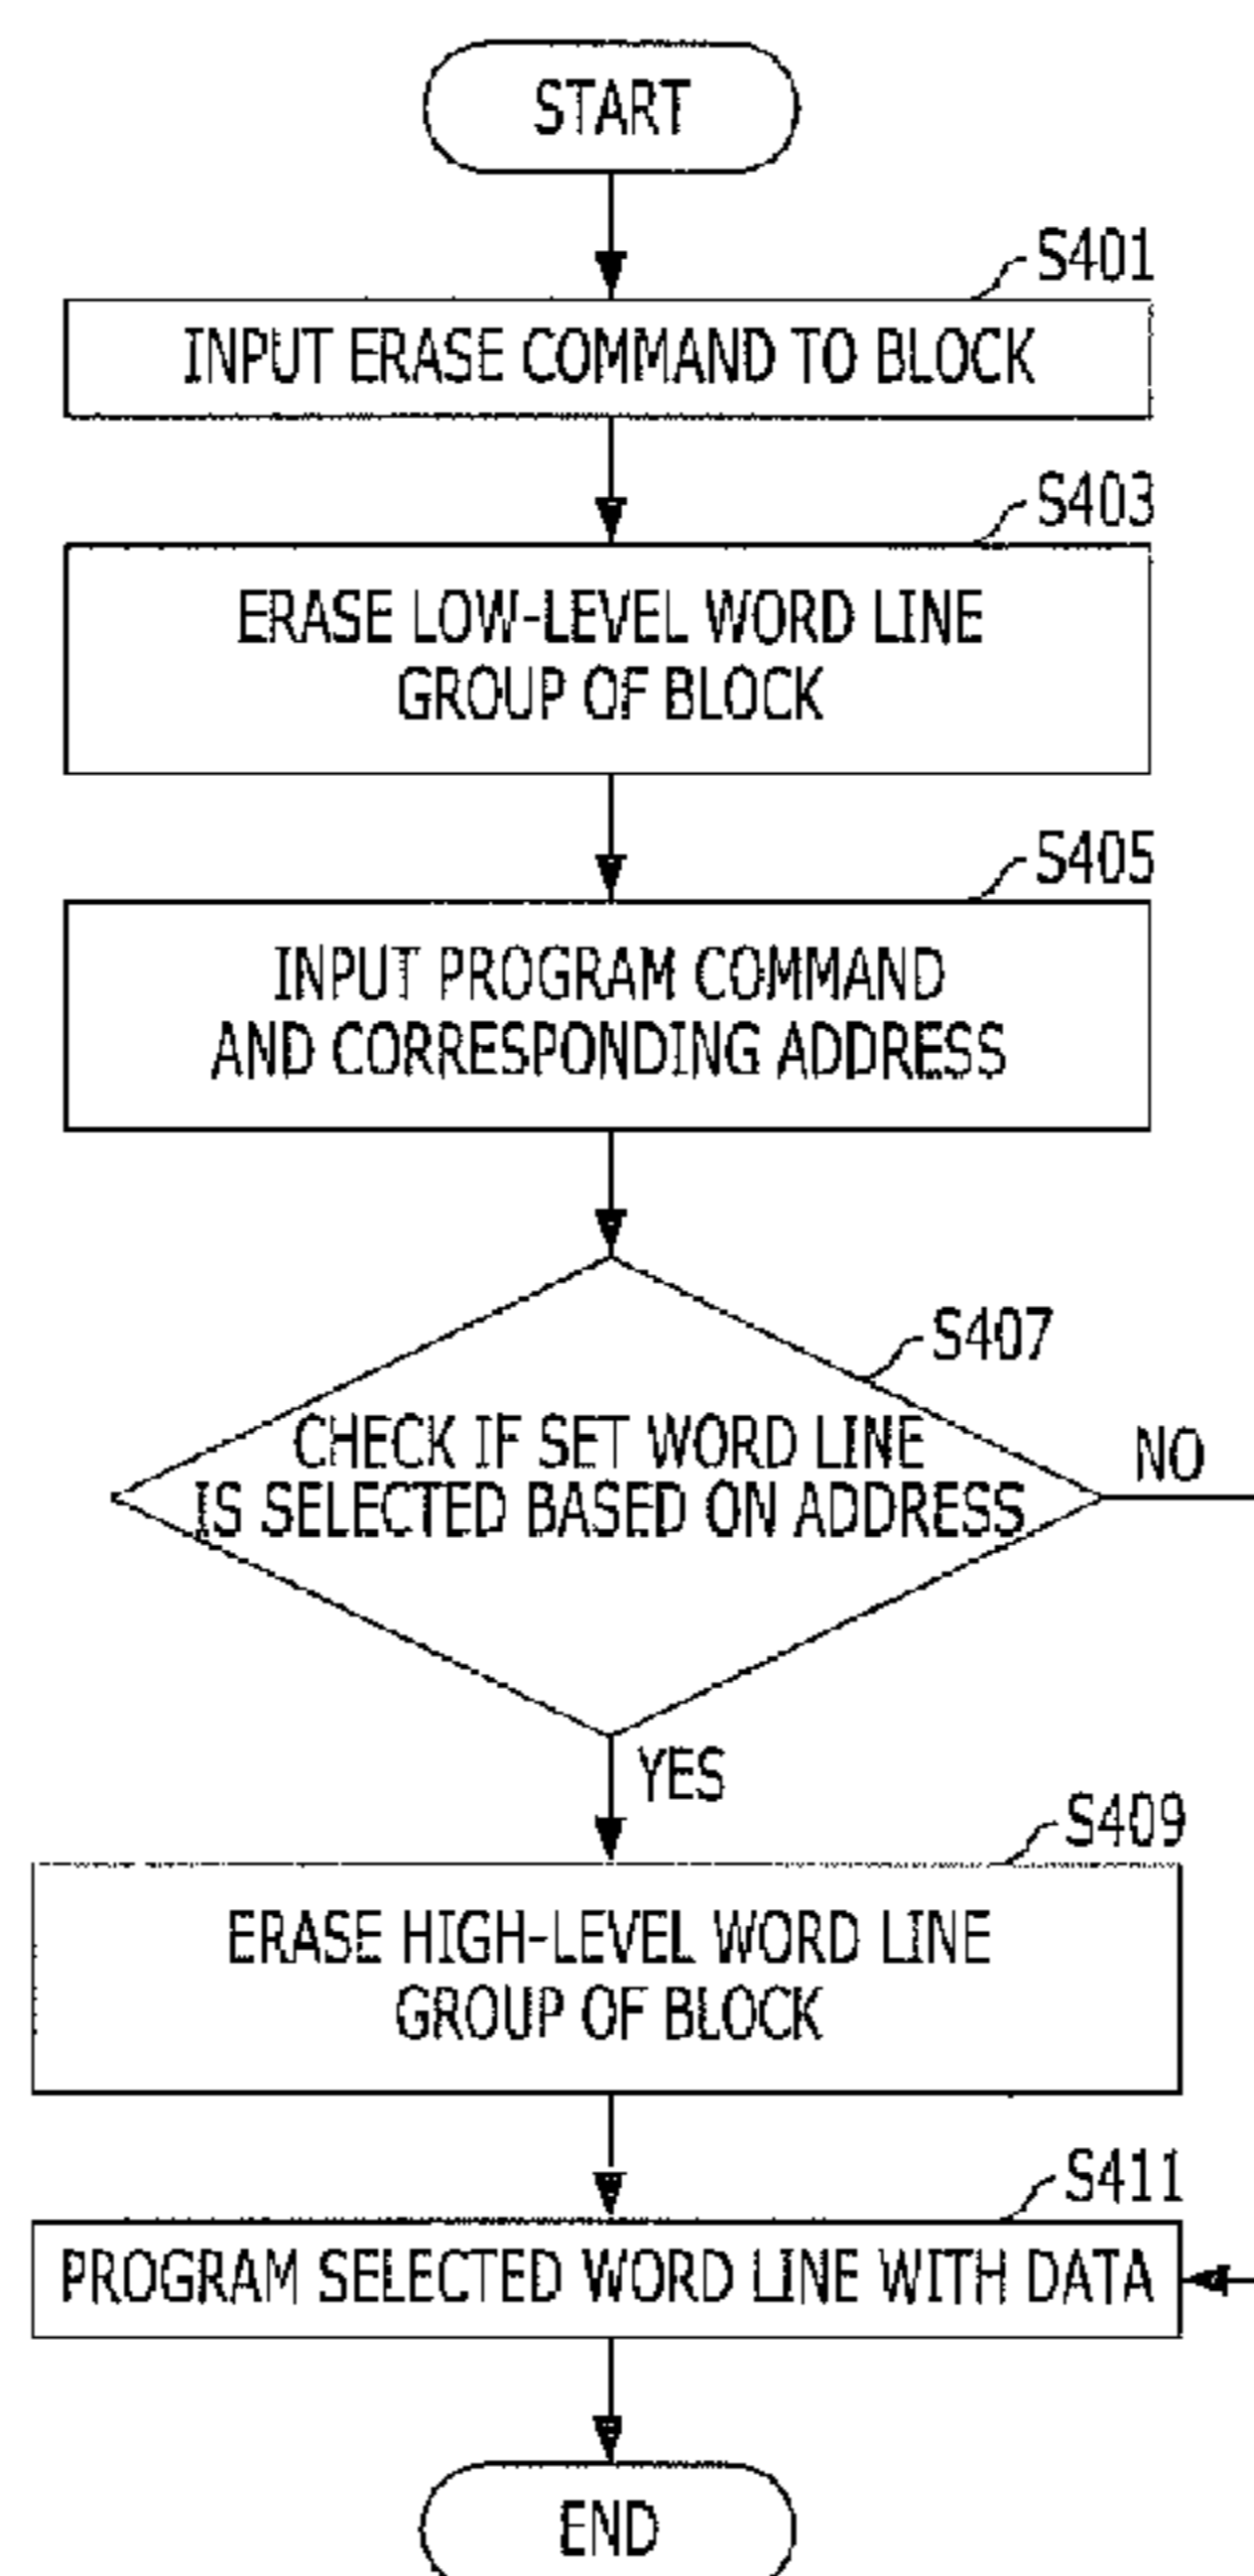 START
S401
INPUT ERASE COMMAND TO BLOCK
S403
ERASE LOW-LEVEL WORD LINE
GROUP OF BLOCK
S405
INPUT PROGRAM COMMAND
AND CORRESPONDING ADDRESS
S407
CHECK IF SET WORD LINE
IS SELECTED BASED ON ADDRESS
NO
YES
S409
ERASE HIGH-LEVEL WORD LINE
GROUP OF BLOCK
S411
PROGRAM SELECTED WORD LINE WITH DATA
END